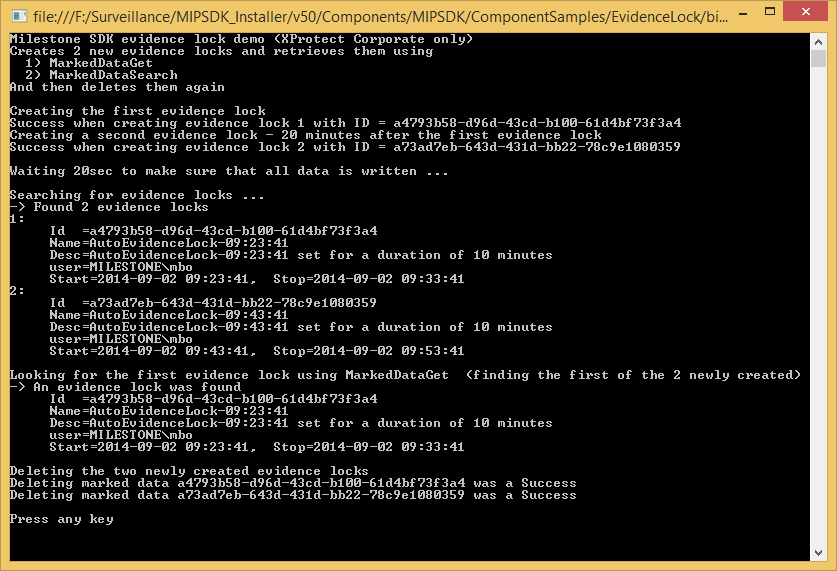 file:///F:/Surveillance/MIPSDK_Installer/v50/Components/MIPSDK/ComponentSamples/EvidenceLock/bi...
Milestone SDK evidence lock demo (XProtect Corporate only)
Creates 2 new evidence locks and retrieves them using
  1) MarkedDataGet
  2) MarkedDataSearch
And then deletes them again

Creating the first evidence lock
Success when creating evidence lock 1 with ID = a4793b58-d96d-43cd-b100-61d4bf73f3a4
Creating a second evidence lock - 20 minutes after the first evidence lock
Success when creating evidence lock 2 with ID = a73ad7eb-643d-431d-bb22-78c9e1080359

Waiting 20sec to make sure that all data is written ...

Searching for evidence locks ...
-> Found 2 evidence locks
1:
     Id  =a4793b58-d96d-43cd-b100-61d4bf73f3a4
     Name=AutoEvidenceLock-09:23:41
     Desc=AutoEvidenceLock-09:23:41 set for a duration of 10 minutes
     user=MILESTONE\mbo
     Start=2014-09-02 09:23:41,  Stop=2014-09-02 09:33:41
2:
     Id  =a73ad7eb-643d-431d-bb22-78c9e1080359
     Name=AutoEvidenceLock-09:43:41
     Desc=AutoEvidenceLock-09:43:41 set for a duration of 10 minutes
     user=MILESTONE\mbo
     Start=2014-09-02 09:43:41,  Stop=2014-09-02 09:53:41

Looking for the first evidence lock using MarkedDataGet  (finding the first of the 2 newly created)
-> An evidence lock was found
     Id  =a4793b58-d96d-43cd-b100-61d4bf73f3a4
     Name=AutoEvidenceLock-09:23:41
     Desc=AutoEvidenceLock-09:23:41 set for a duration of 10 minutes
     user=MILESTONE\mbo
     Start=2014-09-02 09:23:41,  Stop=2014-09-02 09:33:41

Deleting the two newly created evidence locks
Deleting marked data a4793b58-d96d-43cd-b100-61d4bf73f3a4 was a Success
Deleting marked data a73ad7eb-643d-431d-bb22-78c9e1080359 was a Success

Press any key